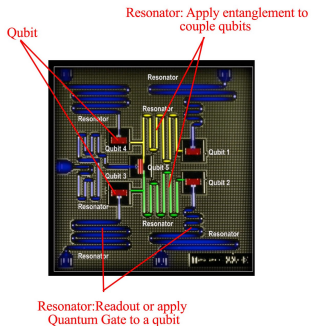 Resonator: Apply entanglement to
couple qubits
Qubit
Resonator
Resonator
Resonator
Qubit 4
Qubit 1
Qubit 5
Qubit 3
Qubit 2
Resonator
Resonator
Resonator
Resonator
Resonator:Readout or apply
Quantum Gate to a qubit